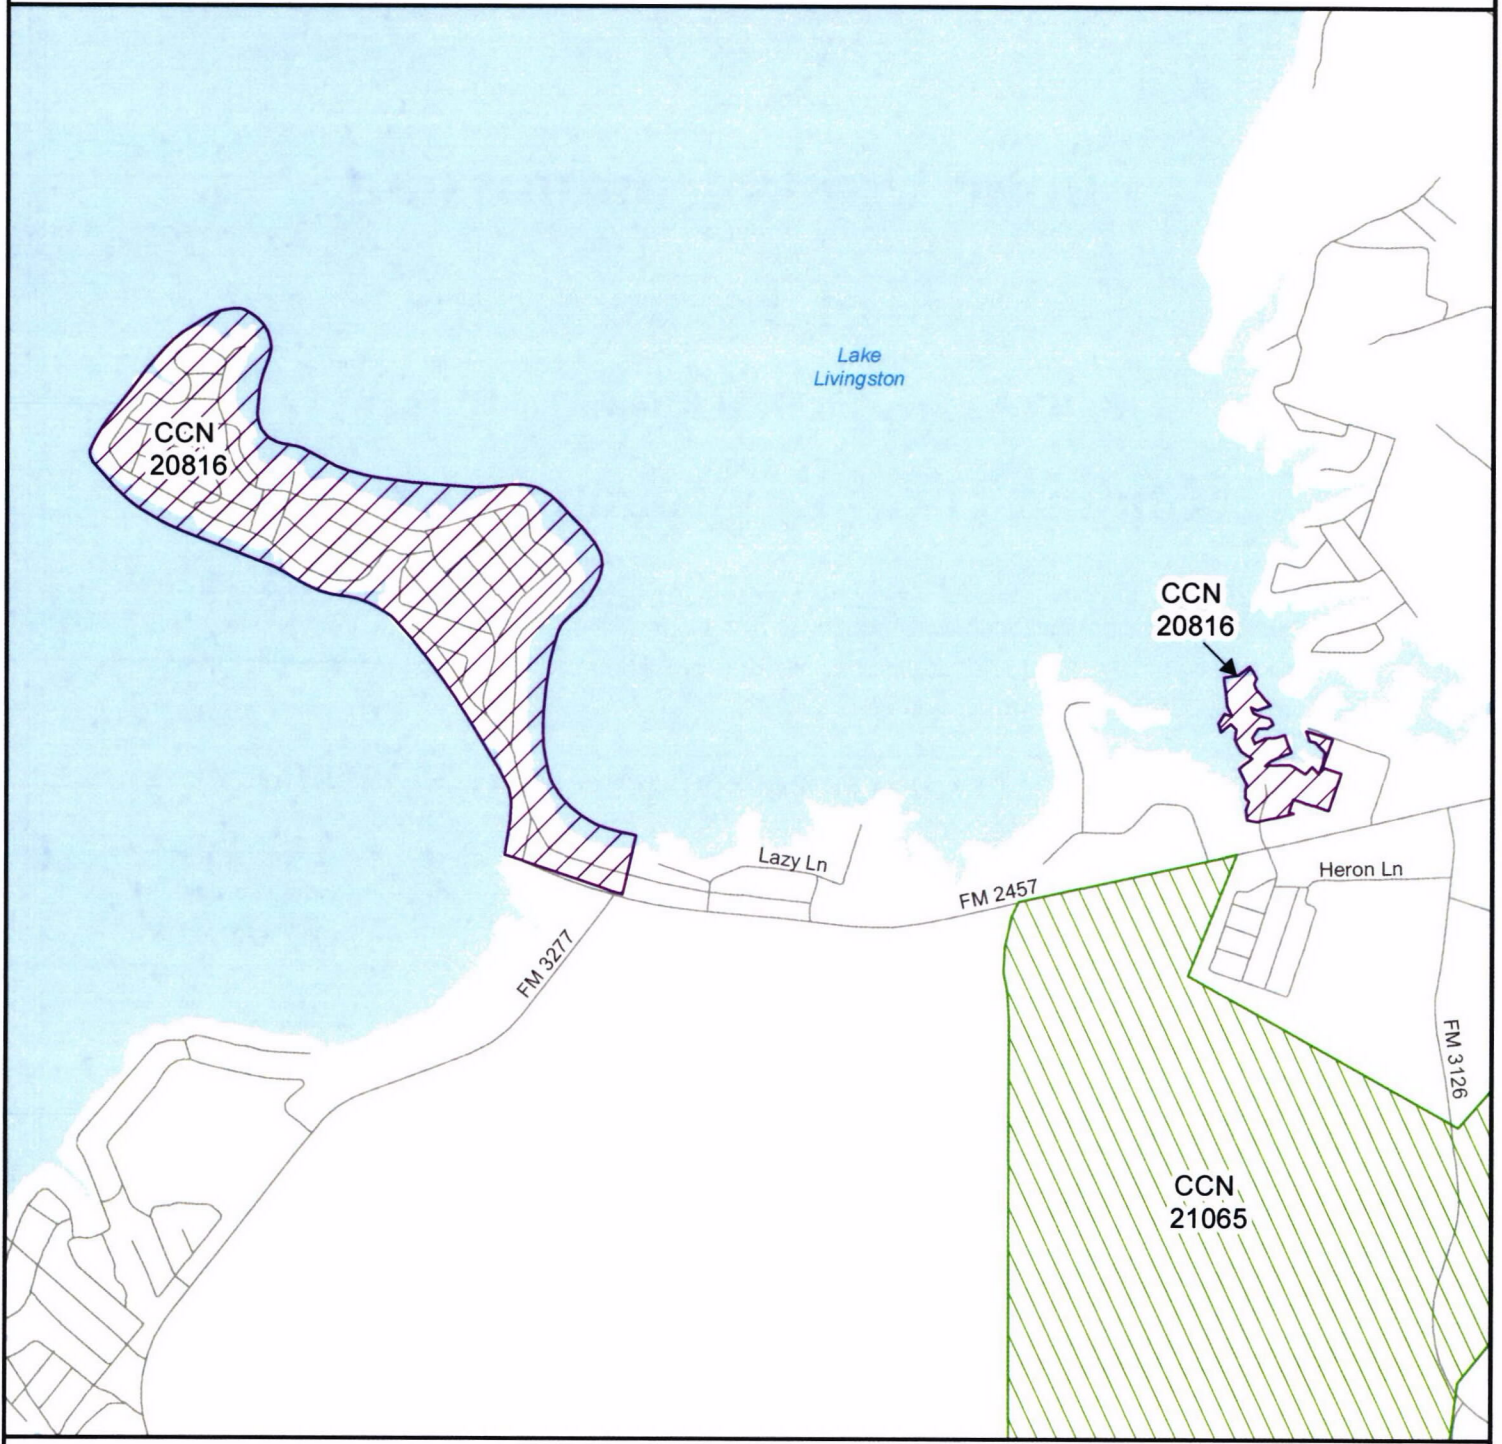 Lake
Livingston
CCN
20816
CCN
20816
Lazy Ln
FM 2457
Heron Ln
FM 3277
FM 3126
CCN
21065